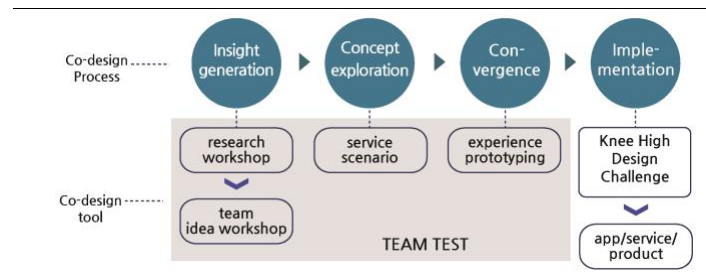 Co-design
Process
Insight
generation
Concept
exploration
Con-
vergence
Imple-
mentation
Co-design
tool
research
workshop
team
idea workshop
service
scenario
experience
prototyping
TEAM TEST
Knee High
Design
Challenge
app/service/
product